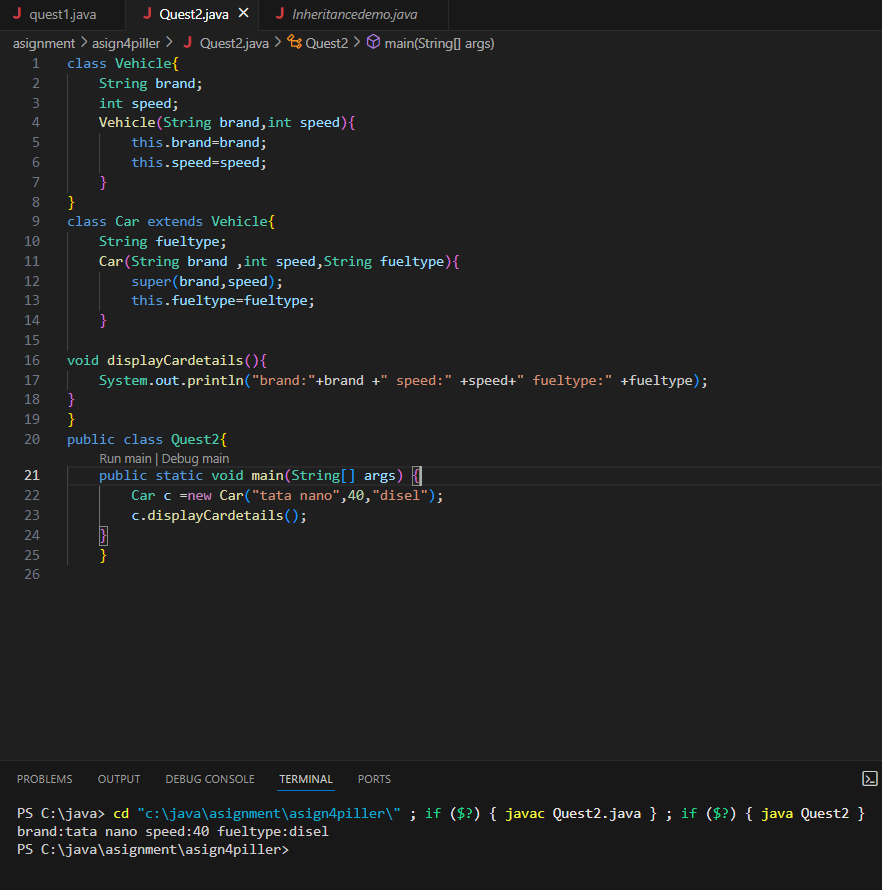 quest1.java Quest2.java Inheritancedemo.java
asignment > asign4piller > Quest2.java > Quest2 > main(String[] args)
1 class Vehicle{
2 String brand;
3 int speed;
4 Vehicle(String brand,int speed){
5 this.brand=brand;
6 this.speed=speed;
7 }
8 }
9 class Car extends Vehicle{
10 String fueltype;
11 Car(String brand ,int speed,String fueltype){
12 super(brand,speed);
13 this.fueltype=fueltype;
14 }
15
16 void displayCardetails(){
17 System.out.println("brand:"+brand +" speed:" +speed+" fueltype:" +fueltype);
18 }
19 }
20 public class Quest2{
Run main | Debug main
21 public static void main(String[] args) {
22 Car c =new Car("tata nano",40,"disel");
23 c.displayCardetails();
24 }
25 }
26
PROBLEMS OUTPUT DEBUG CONSOLE TERMINAL PORTS
PS C:\java> cd "c:\java\asignment\asign4piller\" ; if ($?) { javac Quest2.java } ; if ($?) { java Quest2 }
brand:tata nano speed:40 fueltype:disel
PS C:\java\asignment\asign4piller>